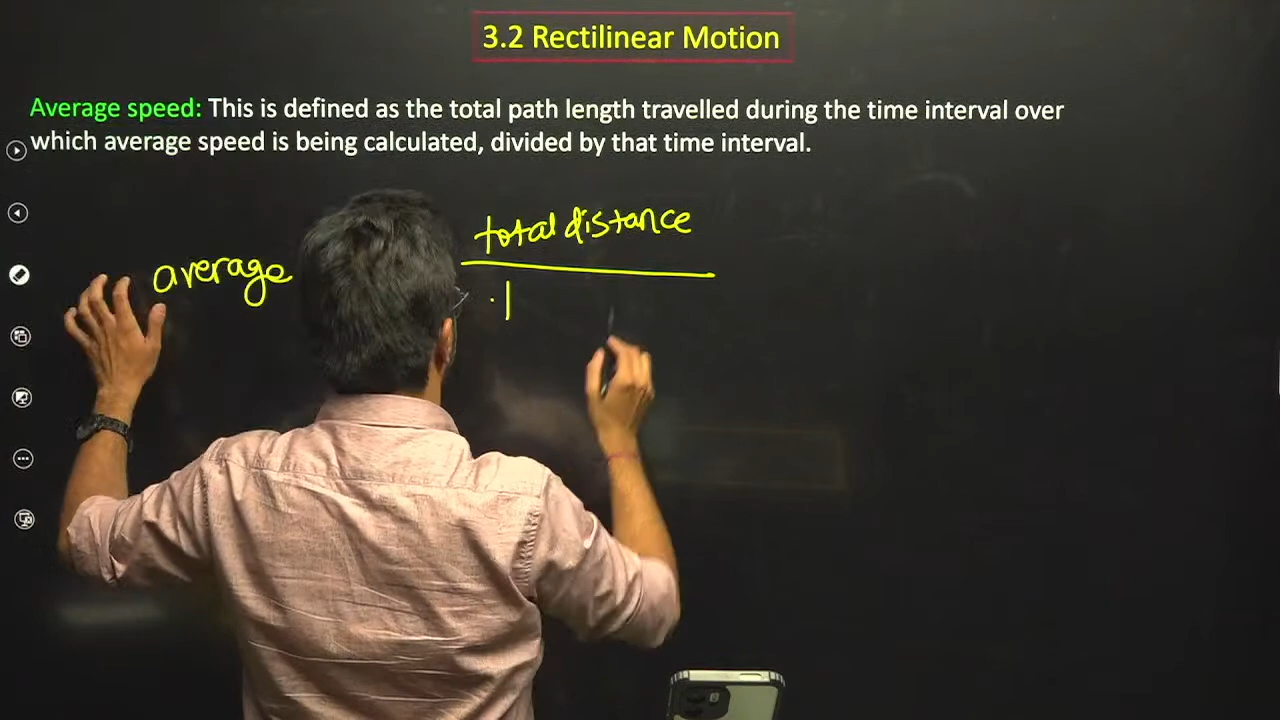 3.2 Rectilinear Motion
Average speed: This is defined as the total path length travelled during the time interval over
which average speed is being calculated, divided by that time interval.
total distance
average